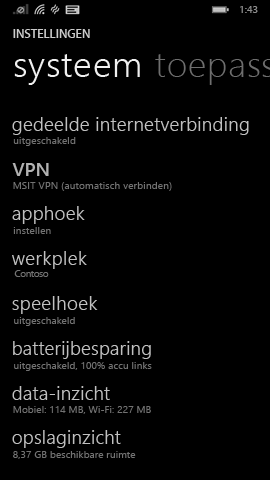 1:43
INSTELLINGEN
systeem toepass
gedeelde internetverbinding
uitgeschakeld
VPN
MSIT VPN (automatisch verbinden)
apphoek
instellen
werkplek
Contoso
speelhoek
uitgeschakeld
batterijbesparing
uitgeschakeld, 100% accu links
data-inzicht
Mobiel: 114 MB, Wi-Fi: 227 MB
opslaginzicht
8,37 GB beschikbare ruimte